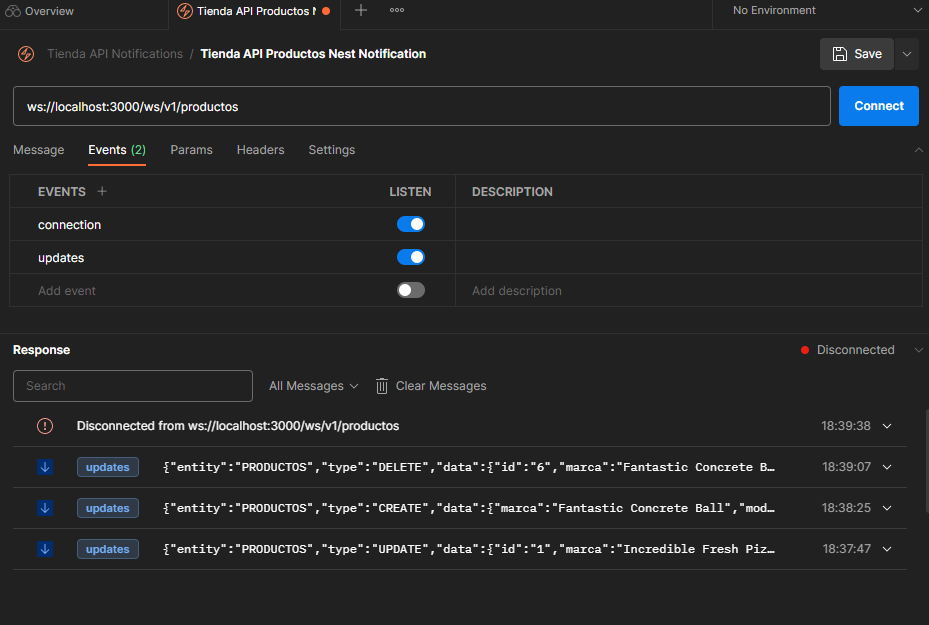 Overview
Tienda API Productos N
No Environment
Tienda API Notifications / Tienda API Productos Nest Notification
Save
ws://localhost:3000/ws/v1/productos
Connect
Message Events (2) Params Headers Settings
EVENTS + LISTEN DESCRIPTION
connection
updates
Add event Add description
Response
Disconnected
Search
All Messages
Clear Messages
Disconnected from ws://localhost:3000/ws/v1/productos 18:39:38
updates {"entity":"PRODUCTOS","type":"DELETE","data":{"id":"6","marca":"Fantastic Concrete B… 18:39:07
updates {"entity":"PRODUCTOS","type":"CREATE","data":{"marca":"Fantastic Concrete Ball","mod… 18:38:25
updates {"entity":"PRODUCTOS","type":"UPDATE","data":{"id":"1","marca":"Incredible Fresh Piz… 18:37:47